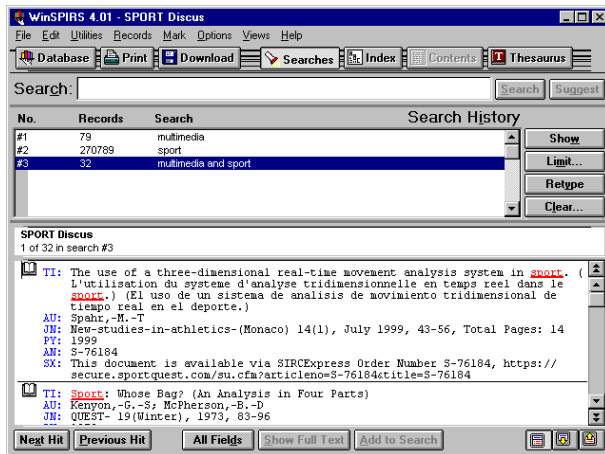 WinSPIRS 4.01 - SPORT Discus
File Edit Utilities Records Mark Options Views Help
Database Print Download Searches Index Contents Thesaurus
Search: Search Suggest
No. Records Search Search History
#1 79 multimedia
#2 270789 sport
#3 32 multimedia and sport
Show
Limit...
Retype
Clear...
SPORT Discus
1 of 32 in search #3
TI: The use of a three-dimensional real-time movement analysis system in sport. (
L'utilisation du systeme d'analyse tridimensionnelle en temps reel dans le
sport.) (El uso de un sistema de analisis de movimiento tridimensional de
tiempo real en el deporte.)
AU: Spahr,-M.-T
JN: New-studies-in-athletics-(Monaco) 14(1), July 1999, 43-56, Total Pages: 14
PY: 1999
AN: S-76184
SX: This document is available via SIRCExpress Order Number S-76184, https://
secure.sportquest.com/su.cfm?articleno=S-76184&title=S-76184
TI: Sport: Whose Bag? (An Analysis in Four Parts)
AU: Kenyon,-G.-S; McPherson,-B.-D
JN: QUEST- 19(Winter), 1973, 83-96
Next Hit Previous Hit All Fields Show Full Text Add to Search